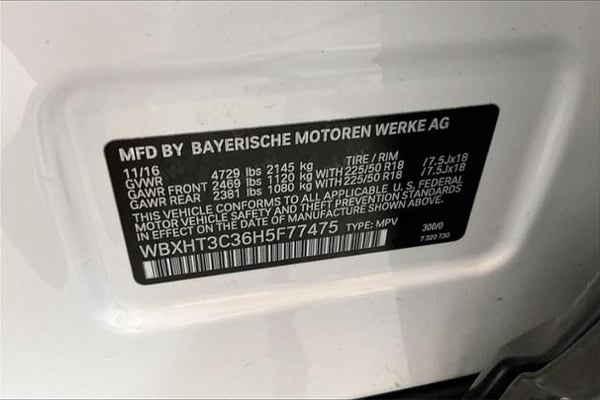 MFD BY BAYERISCHE MOTOREN WERKE AG
11/16 TIRE / RIM
GVWR 4729 lbs 2145 kg
GAWR FRONT 2469 lbs 1120 kg WITH 225/50 R18 /7.5Jx18
GAWR REAR 2381 lbs 1080 kg WITH 225/50 R18 /7.5Jx18
THIS VEHICLE CONFORMS TO ALL APPLICABLE U. S. FEDERAL
MOTOR VEHICLE SAFETY AND THEFT PREVENTION STANDARDS
IN EFFECT ON THE DATE OF MANUFACTURE SHOWN ABOVE.
WBXHT3C36H5F77475 TYPE: MPV 300/0
7 320 730